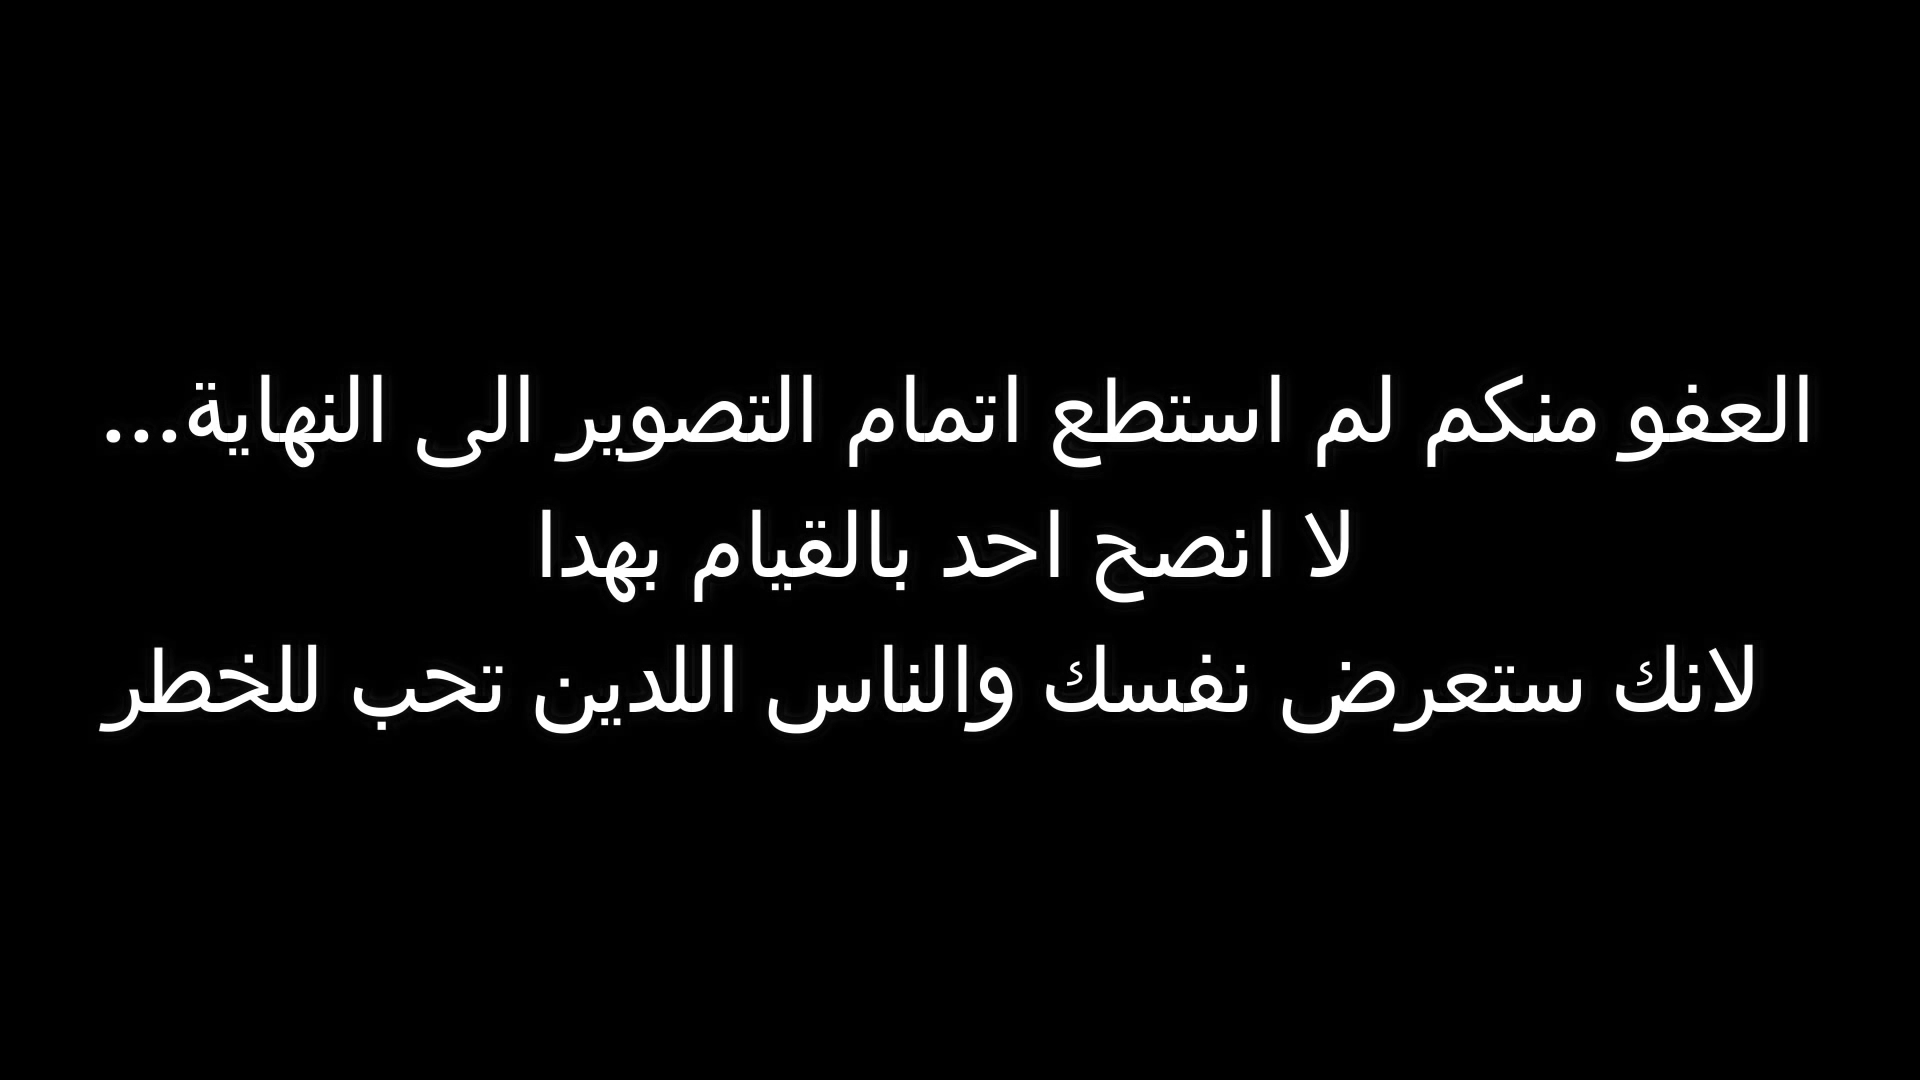 العفو منكم لم استطع اتمام التصوير الى النهاية...
لا انصح احد بالقيام بهدا
لانك ستعرض نفسك والناس اللدين تحب للخطر